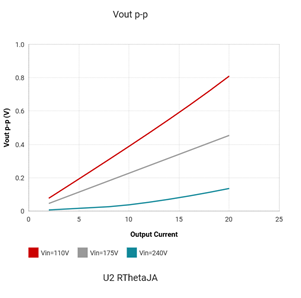 Vout p-p
1.0
0.8
0.6
0.4
0.2
0
Vout p-p (V)
0 5 10 15 20 25
Output Current
Vin=110V Vin=175V Vin=240V
U2 RThetaJA